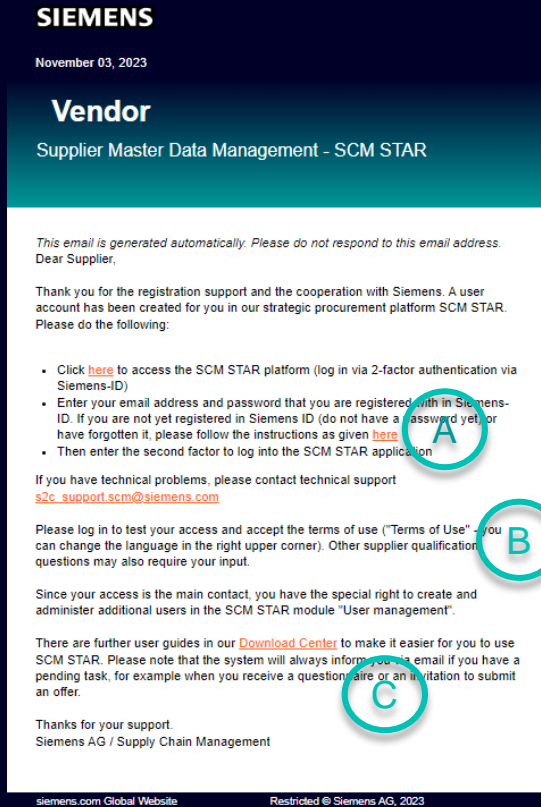 SIEMENS
November 03, 2023
Vendor
Supplier Master Data Management - SCM STAR
This email is generated automatically. Please do not respond to this email address.
Dear Supplier,
Thank you for the registration support and the cooperation with Siemens. A user
account has been created for you in our strategic procurement platform SCM STAR.
Please do the following:
• Click here to access the SCM STAR platform (log in via 2-factor authentication via
Siemens-ID)
• Enter your email address and password that you are registered with in Siemens-
ID. If you are not yet registered in Siemens ID (do not have a password yet) or
have forgotten it, please follow the instructions as given here
A
• Then enter the second factor to log into the SCM STAR application
If you have technical problems, please contact technical support
s2c_support.scm@siemens.com
Please log in to test your access and accept the terms of use ("Terms of Use" - you
can change the language in the right upper corner). Other supplier qualification
questions may also require your input.
B
Since your access is the main contact, you have the special right to create and
administer additional users in the SCM STAR module "User management".
There are further user guides in our Download Center to make it easier for you to use
SCM STAR. Please note that the system will always inform you via email if you have a
pending task, for example when you receive a questionnaire or an invitation to submit
an offer.
C
Thanks for your support.
Siemens AG / Supply Chain Management
siemens.com Global Website Restricted © Siemens AG, 2023